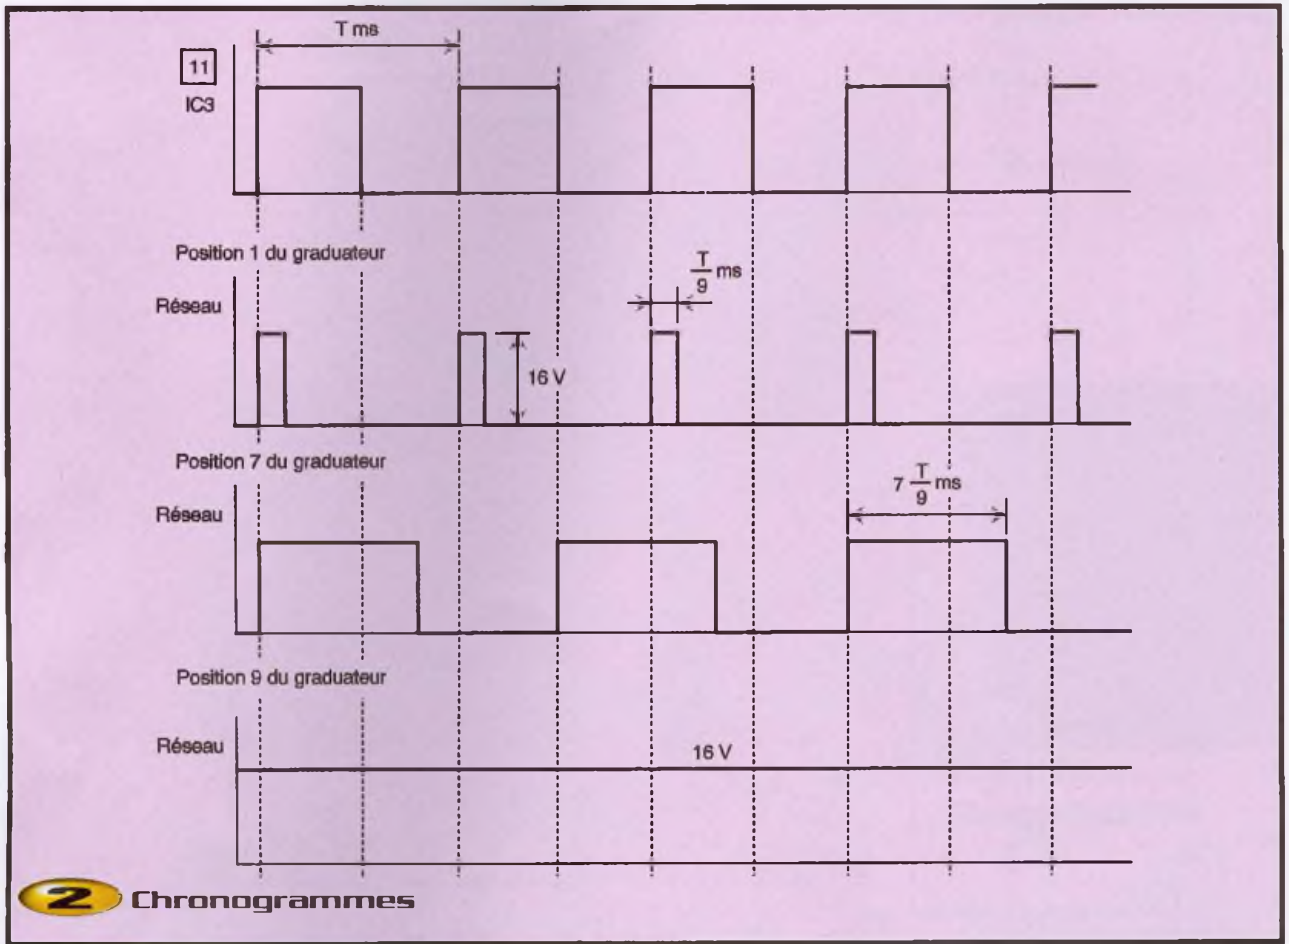 T ms
11
IC3
Position 1 du graduateur
Réseau
T
9
ms
16 V
Position 7 du graduateur
Réseau
7 T
9
ms
Position 9 du graduateur
Réseau
16 V
2 Chronogrammes